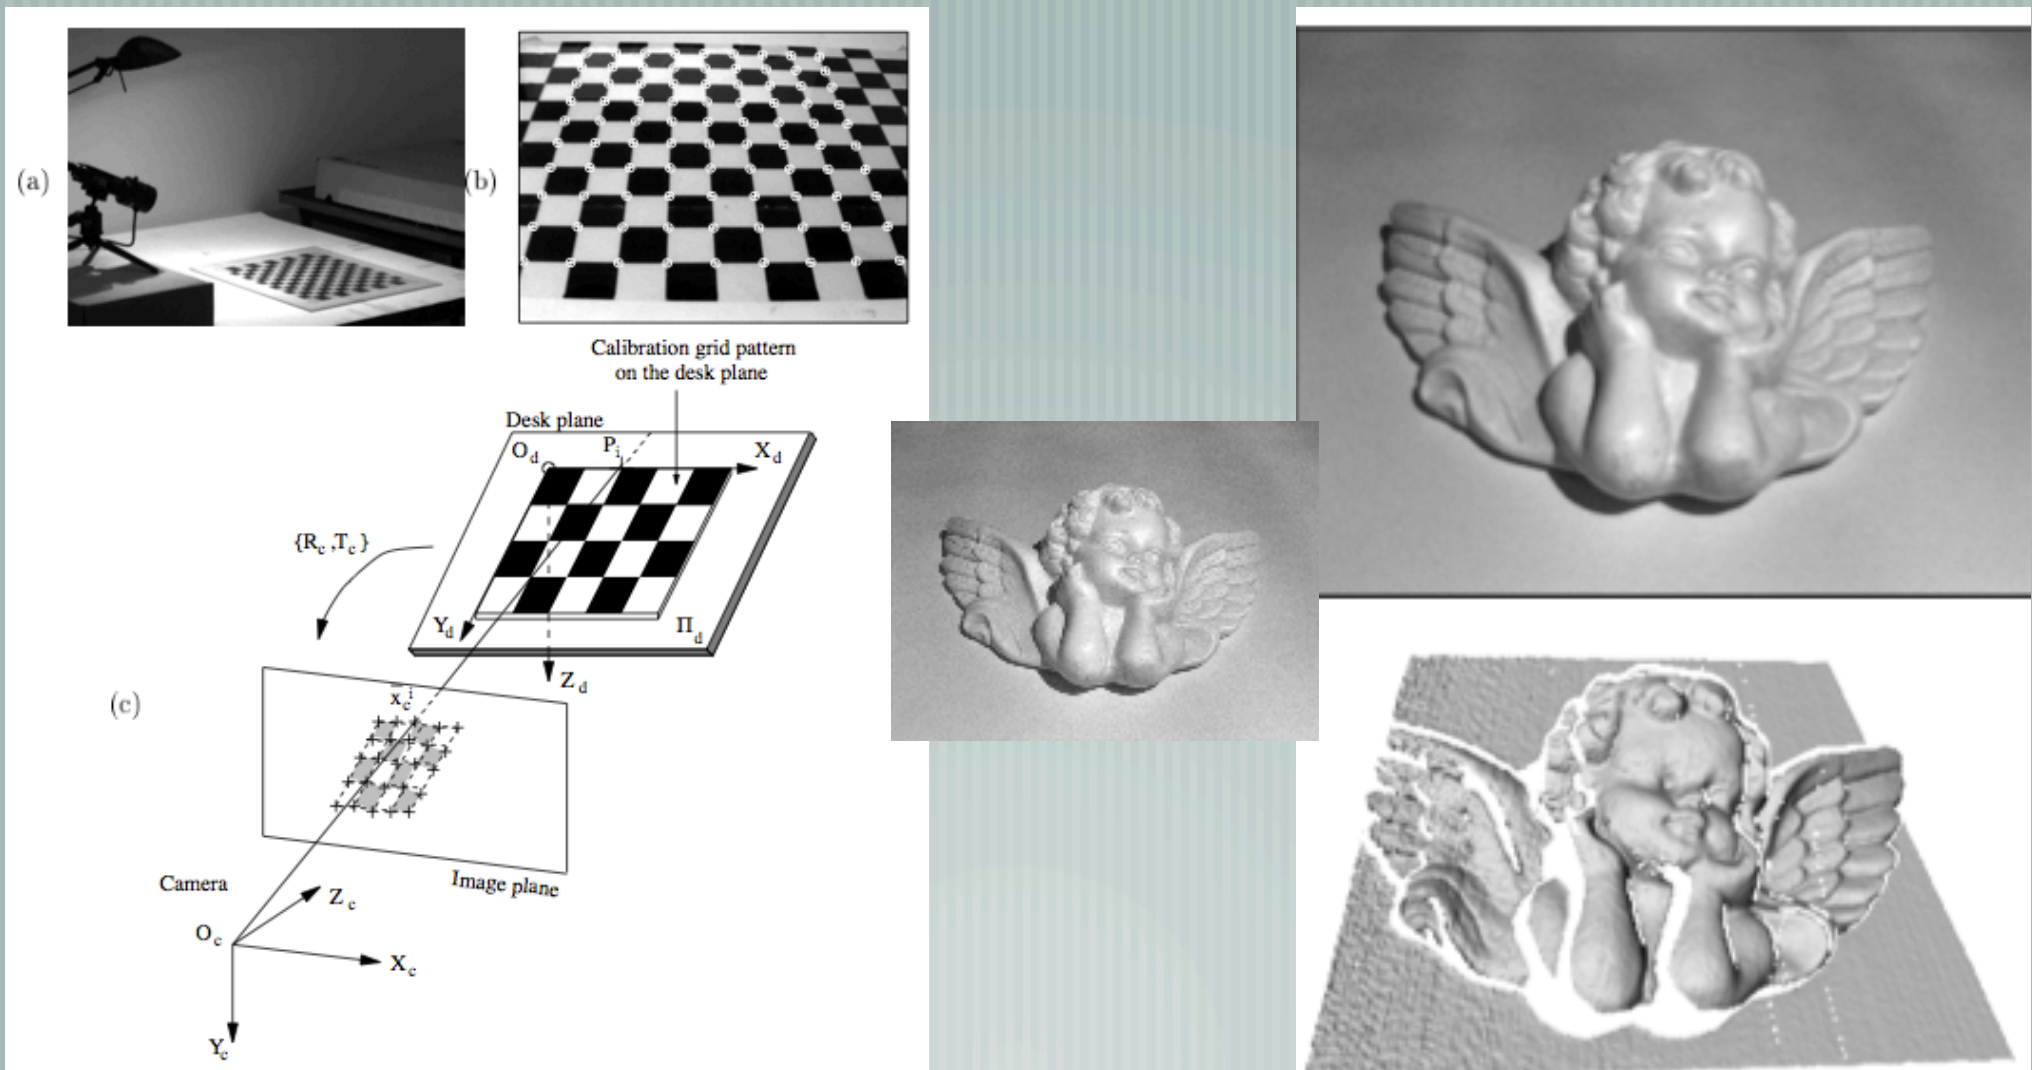 (a)
(b)
Calibration grid pattern
on the desk plane
Desk plane
O_d
P_i
X_d
{R_c ,T_c }
Y_d
Π_d
Z_d
x̄_c^i
(c)
Image plane
Camera
Z_c
O_c
X_c
Y_c